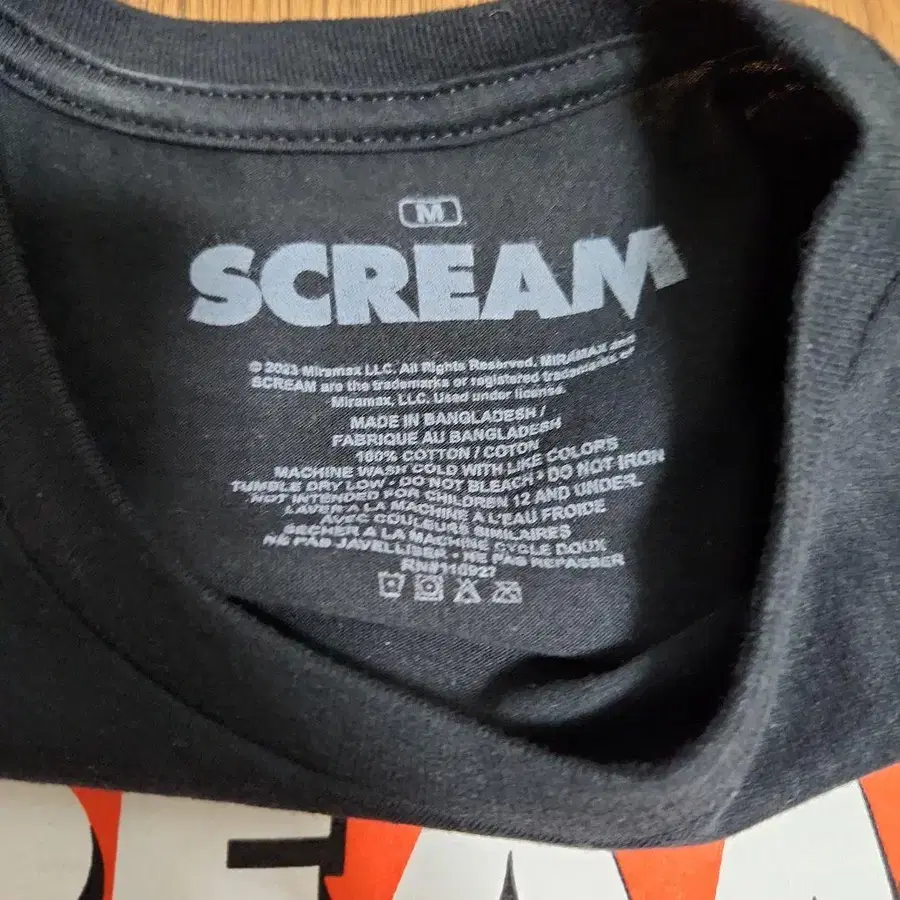 M
SCREAM
© 2023 Miramax LLC. All Rights Reserved. MIRAMAX and
SCREAM are the trademarks or registered trademarks of
Miramax, LLC. Used under license.
MADE IN BANGLADESH /
FABRIQUE AU BANGLADESH
100% COTTON / COTON
MACHINE WASH COLD WITH LIKE COLORS
TUMBLE DRY LOW • DO NOT BLEACH • DO NOT IRON
NOT INTENDED FOR CHILDREN 12 AND UNDER.
LAVER A LA MACHINE A L'EAU FROIDE
AVEC COULEURS SIMILAIRES
SECHER A LA MACHINE CYCLE DOUX
NE PAS JAVELLISER • NE PAS REPASSER
RN#110927